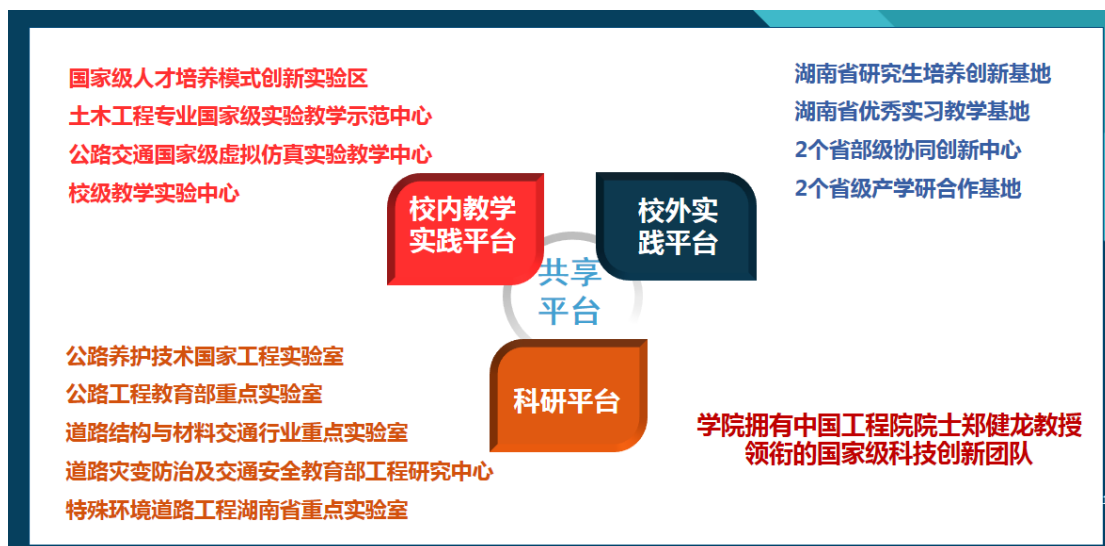 国家级人才培养模式创新实验区
土木工程专业国家级实验教学示范中心
公路交通国家级虚拟仿真实验教学中心
校级教学实验中心
湖南省研究生培养创新基地
湖南省优秀实习教学基地
2个省部级协同创新中心
2个省级产学研合作基地
校内教学
实践平台
校外实
践平台
共享
平台
科研平台
公路养护技术国家工程实验室
公路工程教育部重点实验室
道路结构与材料交通行业重点实验室
道路灾变防治及交通安全教育部工程研究中心
特殊环境道路工程湖南省重点实验室
学院拥有中国工程院院士郑健龙教授
领衔的国家级科技创新团队